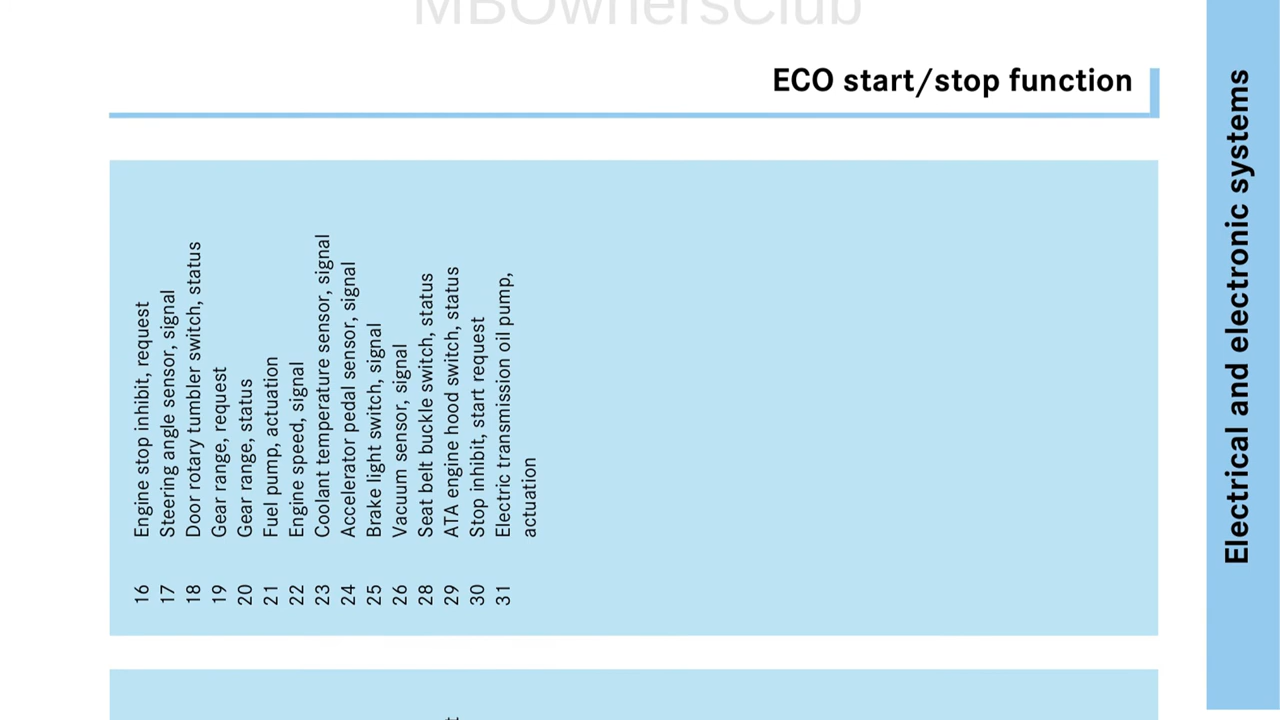 MBOwnersClub
ECO start/stop function
Electrical and electronic systems
16 Engine stop inhibit, request
17 Steering angle sensor, signal
18 Door rotary tumbler switch, status
19 Gear range, request
20 Gear range, status
21 Fuel pump, actuation
22 Engine speed, signal
23 Coolant temperature sensor, signal
24 Accelerator pedal sensor, signal
25 Brake light switch, signal
26 Vacuum sensor, signal
28 Seat belt buckle switch, status
29 ATA engine hood switch, status
30 Stop inhibit, start request
31 Electric transmission oil pump,
actuation